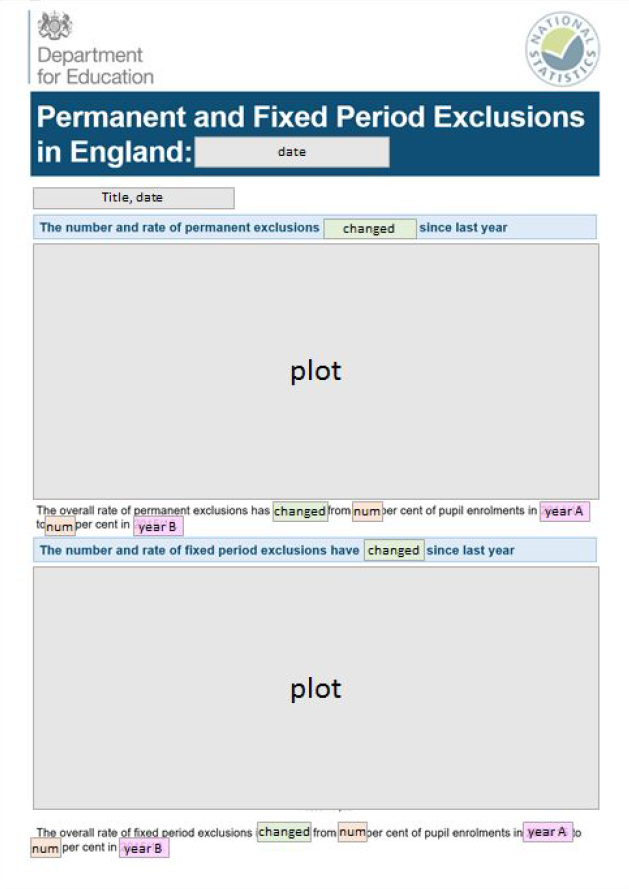 Department
for Education
NATIONAL STATISTICS
Permanent and Fixed Period Exclusions
in England: date
Title, date
The number and rate of permanent exclusions changed since last year
plot
The overall rate of permanent exclusions has changed from num er cent of pupil enrolments in year A
to num per cent in year B
The number and rate of fixed period exclusions have changed since last year
plot
The overall rate of fixed period exclusions changed from num er cent of pupil enrolments in year A to
num per cent in year B